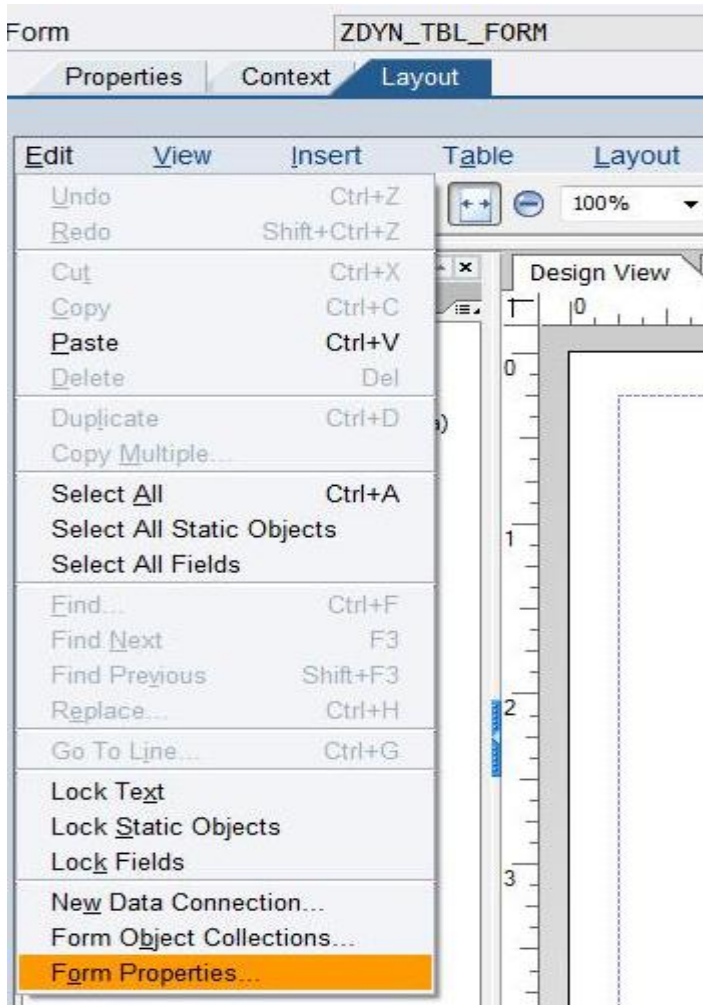 Form ZDYN_TBL_FORM
Properties Context Layout
Edit View Insert Table Layout
100%
Undo Ctrl+Z
Redo Shift+Ctrl+Z
Cut Ctrl+X
Copy Ctrl+C
Paste Ctrl+V
Delete Del
Duplicate Ctrl+D
Copy Multiple...
Select All Ctrl+A
Select All Static Objects
Select All Fields
Find... Ctrl+F
Find Next F3
Find Previous Shift+F3
Replace... Ctrl+H
Go To Line... Ctrl+G
Lock Text
Lock Static Objects
Lock Fields
New Data Connection...
Form Object Collections...
Form Properties...
Design View
0
0
a)
1
2
3